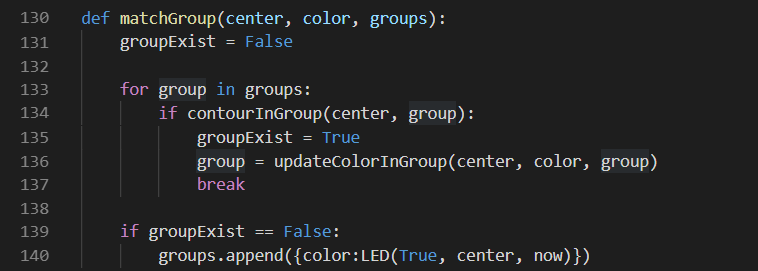 130 def matchGroup(center, color, groups):
131     groupExist = False
132
133     for group in groups:
134         if contourInGroup(center, group):
135             groupExist = True
136             group = updateColorInGroup(center, color, group)
137             break
138
139     if groupExist == False:
140         groups.append({color:LED(True, center, now)})